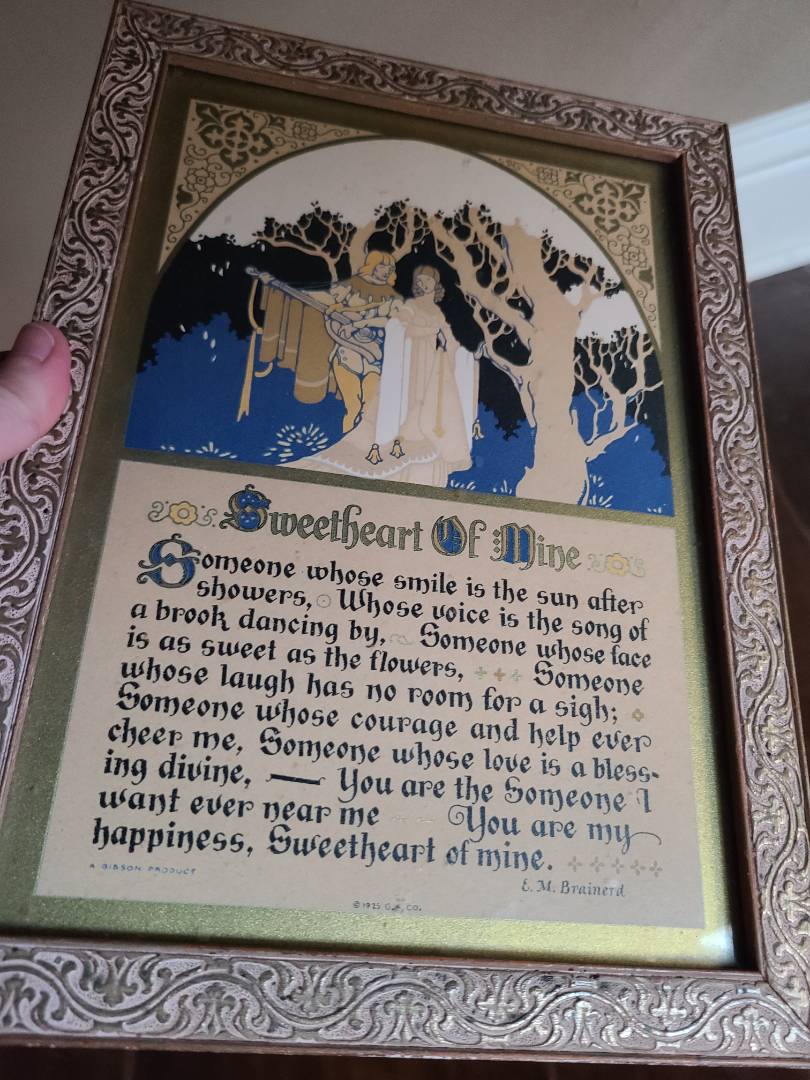 Sweetheart Of Mine
Someone whose smile is the sun after
showers, Whose voice is the song of
a brook dancing by, Someone whose face
is as sweet as the flowers, Someone
whose laugh has no room for a sigh;
Someone whose courage and help ever
cheer me, Someone whose love is a bless-
ing divine, — You are the Someone I
want ever near me You are my
happiness, Sweetheart of mine.
E. M. Brainerd
A GIBSON PRODUCT
© 1925 G. A. CO.